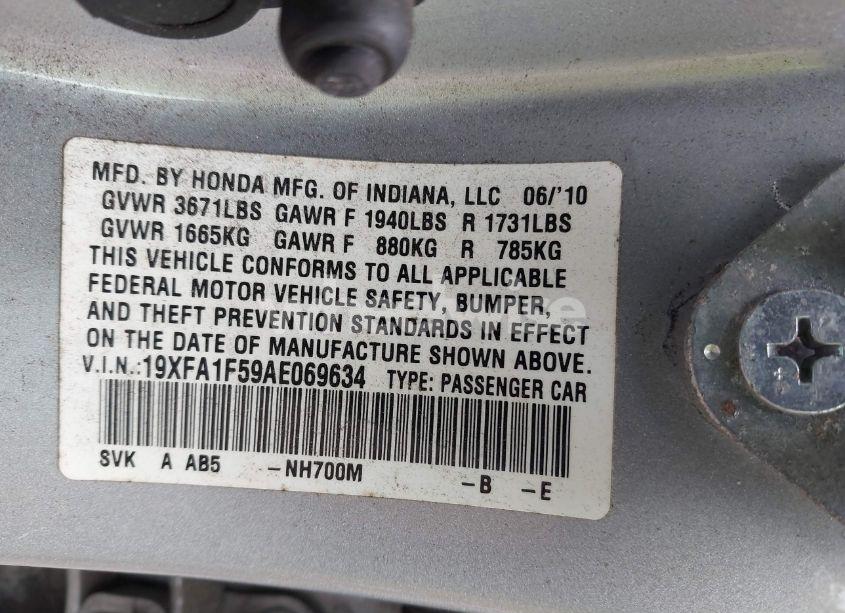 MFD. BY HONDA MFG. OF INDIANA, LLC 06/'10
GVWR 3671LBS GAWR F 1940LBS R 1731LBS
GVWR 1665KG GAWR F 880KG R 785KG
THIS VEHICLE CONFORMS TO ALL APPLICABLE
FEDERAL MOTOR VEHICLE SAFETY, BUMPER,
AND THEFT PREVENTION STANDARDS IN EFFECT
ON THE DATE OF MANUFACTURE SHOWN ABOVE.
V.I.N.:19XFA1F59AE069634 TYPE: PASSENGER CAR
SVK A AB5 -NH700M -B -E